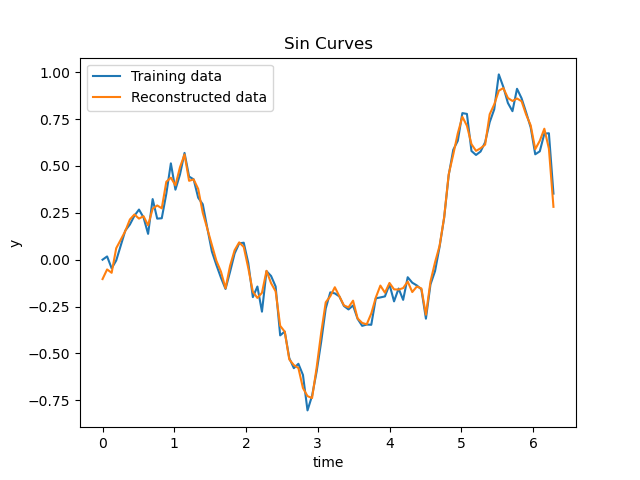 Sin Curves
Training data
Reconstructed data
1.00
0.75
0.50
0.25
0.00
−0.25
−0.50
−0.75
y
0 1 2 3 4 5 6
time